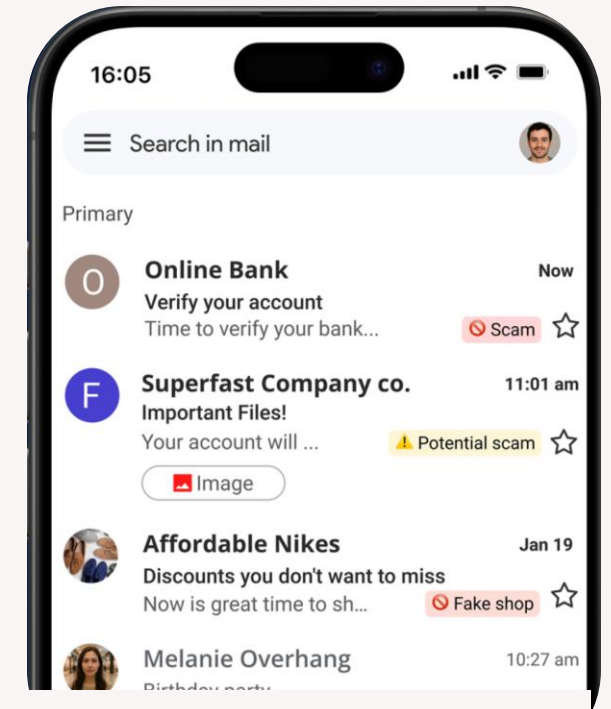 16:05
Search in mail
Primary
O
Online Bank
Now
Verify your account
Time to verify your bank...
Scam
F
Superfast Company co.
11:01 am
Important Files!
Your account will ...
Potential scam
Image
Affordable Nikes
Jan 19
Discounts you don't want to miss
Now is great time to sh...
Fake shop
Melanie Overhang
10:27 am
Birthday party